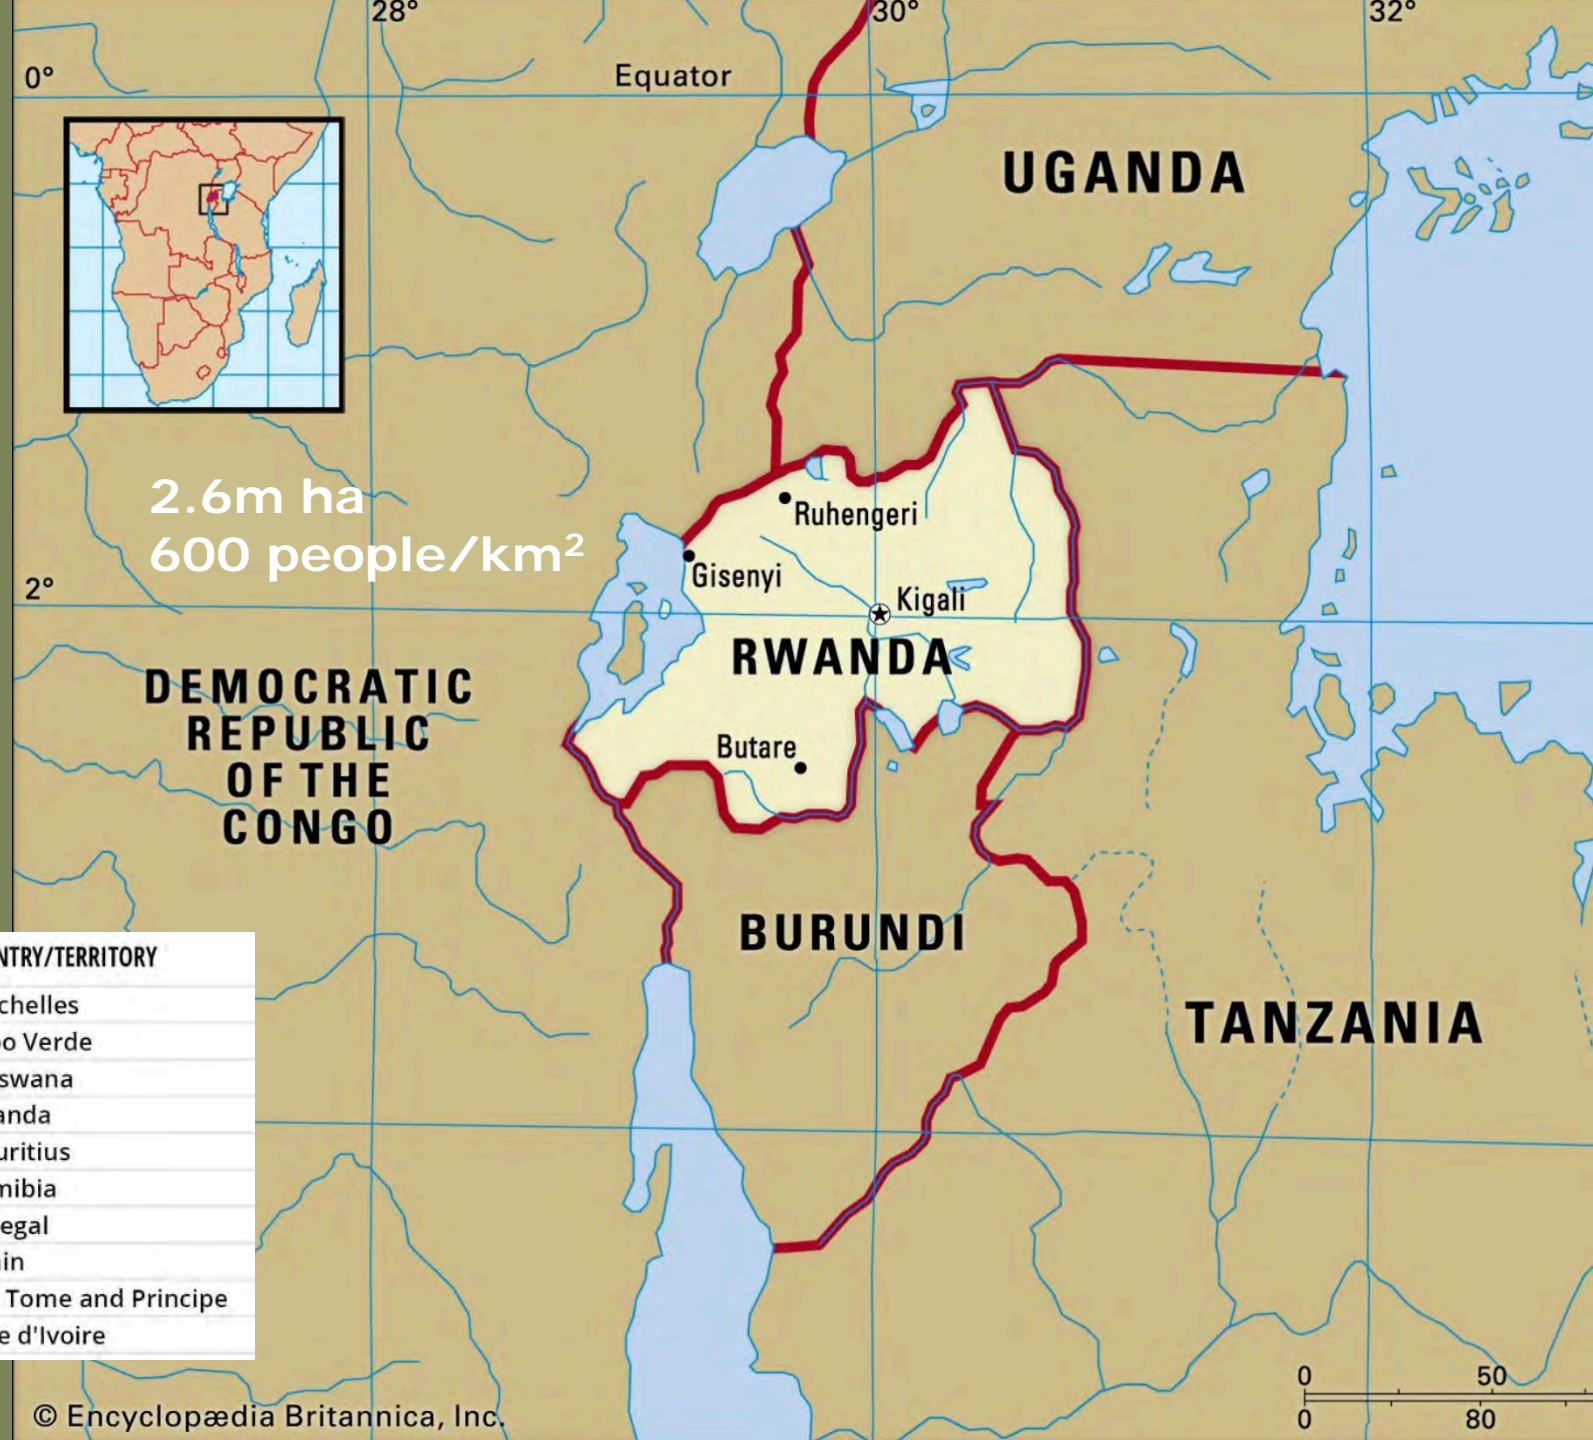 28°
30°
32°
0°
Equator
UGANDA
2.6m ha
600 people/km²
Ruhengeri
Gisenyi
2°
Kigali
RWANDA
DEMOCRATIC
REPUBLIC
OF THE
CONGO
Butare
BURUNDI
TANZANIA
NTRY/TERRITORY
chelles
o Verde
swana
anda
uritius
mibia
egal
in
Tome and Principe
e d'Ivoire
0 50
0 80
© Encyclopædia Britannica, Inc.